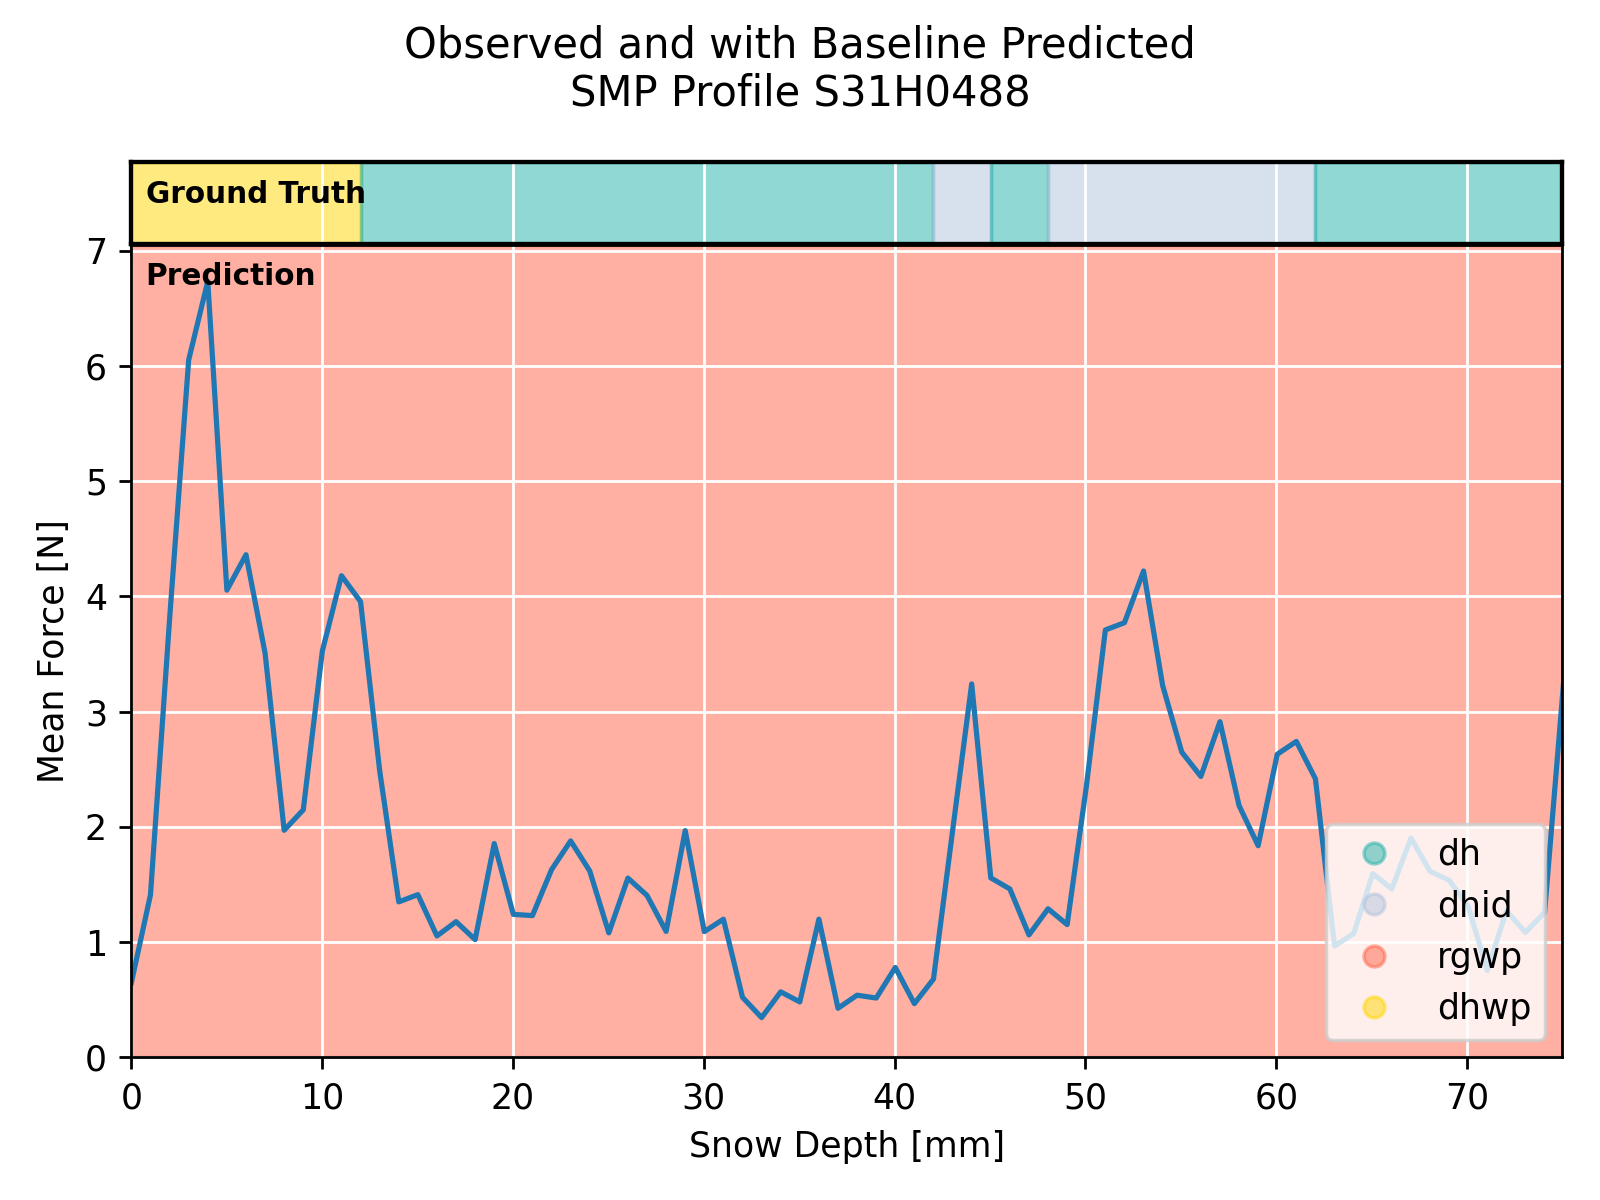 Observed and with Baseline Predicted
SMP Profile S31H0488
Ground Truth
Prediction
7
6
5
4
3
2
1
0
Mean Force [N]
dh
dhid
rgwp
dhwp
0 10 20 30 40 50 60 70
Snow Depth [mm]